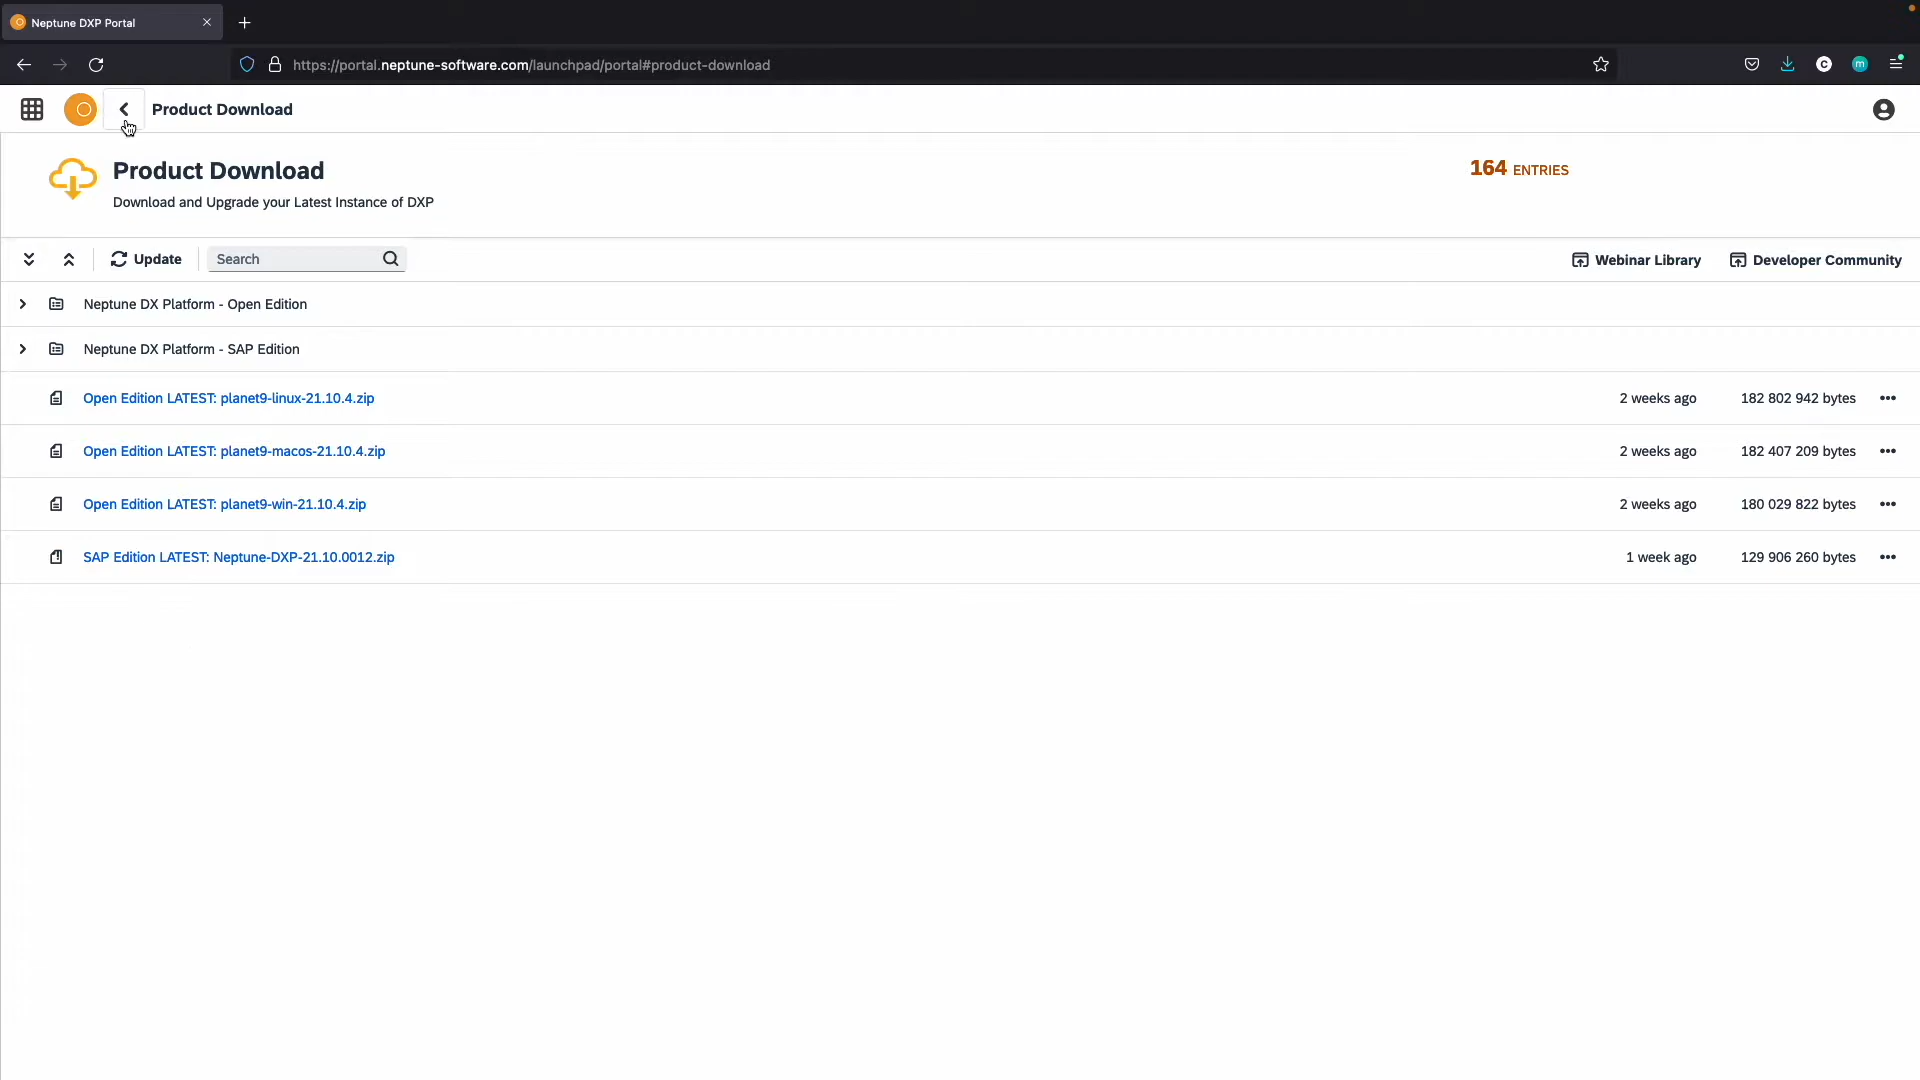 Neptune DXP Portal
https://portal.neptune-software.com/launchpad/portal#product-download
C
m
Product Download
Product Download
164 ENTRIES
Download and Upgrade your Latest Instance of DXP
Update
Search
Webinar Library
Developer Community
Neptune DX Platform - Open Edition
Neptune DX Platform - SAP Edition
Open Edition LATEST: planet9-linux-21.10.4.zip 2 weeks ago 182 802 942 bytes
Open Edition LATEST: planet9-macos-21.10.4.zip 2 weeks ago 182 407 209 bytes
Open Edition LATEST: planet9-win-21.10.4.zip 2 weeks ago 180 029 822 bytes
SAP Edition LATEST: Neptune-DXP-21.10.0012.zip 1 week ago 129 906 260 bytes